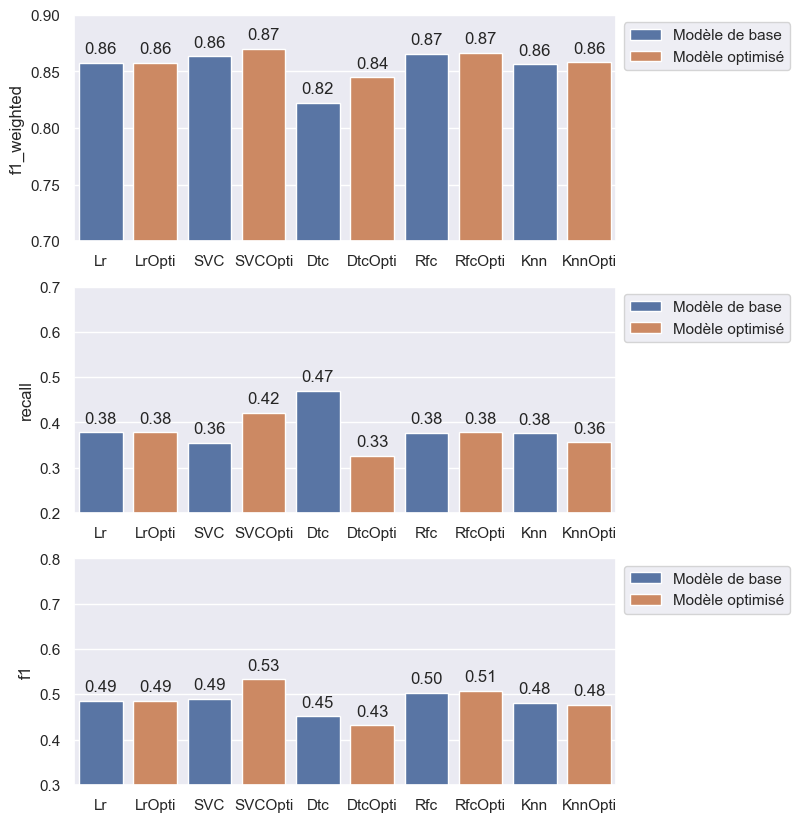 0.90
0.85
0.80
0.75
0.70
f1_weighted
0.86 0.86 0.86 0.87 0.82 0.84 0.87 0.87 0.86 0.86
Lr LrOpti SVC SVCOpti Dtc DtcOpti Rfc RfcOpti Knn KnnOpti
Modèle de base
Modèle optimisé
0.7
0.6
0.5
0.4
0.3
0.2
recall
0.38 0.38 0.36 0.42 0.47 0.33 0.38 0.38 0.38 0.36
Lr LrOpti SVC SVCOpti Dtc DtcOpti Rfc RfcOpti Knn KnnOpti
Modèle de base
Modèle optimisé
0.8
0.7
0.6
0.5
0.4
0.3
f1
0.49 0.49 0.49 0.53 0.45 0.43 0.50 0.51 0.48 0.48
Lr LrOpti SVC SVCOpti Dtc DtcOpti Rfc RfcOpti Knn KnnOpti
Modèle de base
Modèle optimisé